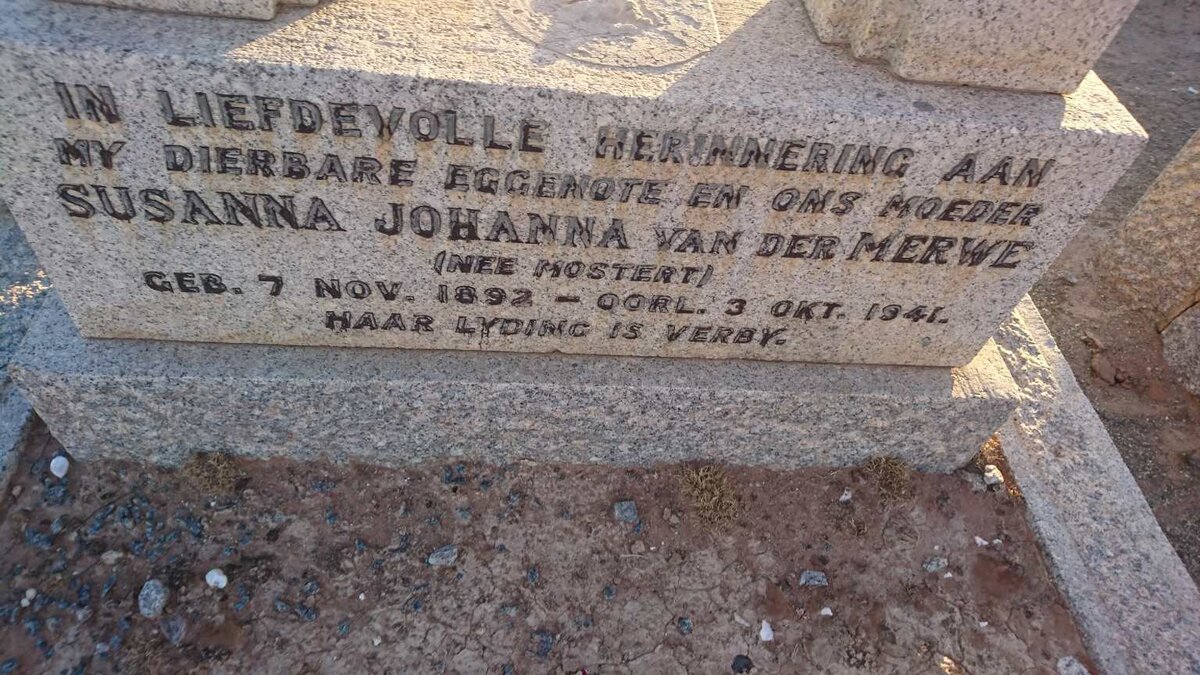 IN LIEFDEVOLLE HERINNERING AAN
MY DIERBARE EGGENOTE EN ONS MOEDER
SUSANNA JOHANNA VAN DER MERWE
(NEE MOSTERT)
GEB. 7 NOV. 1892 – OORL. 3 OKT. 1941.
HAAR LYDING IS VERBY.